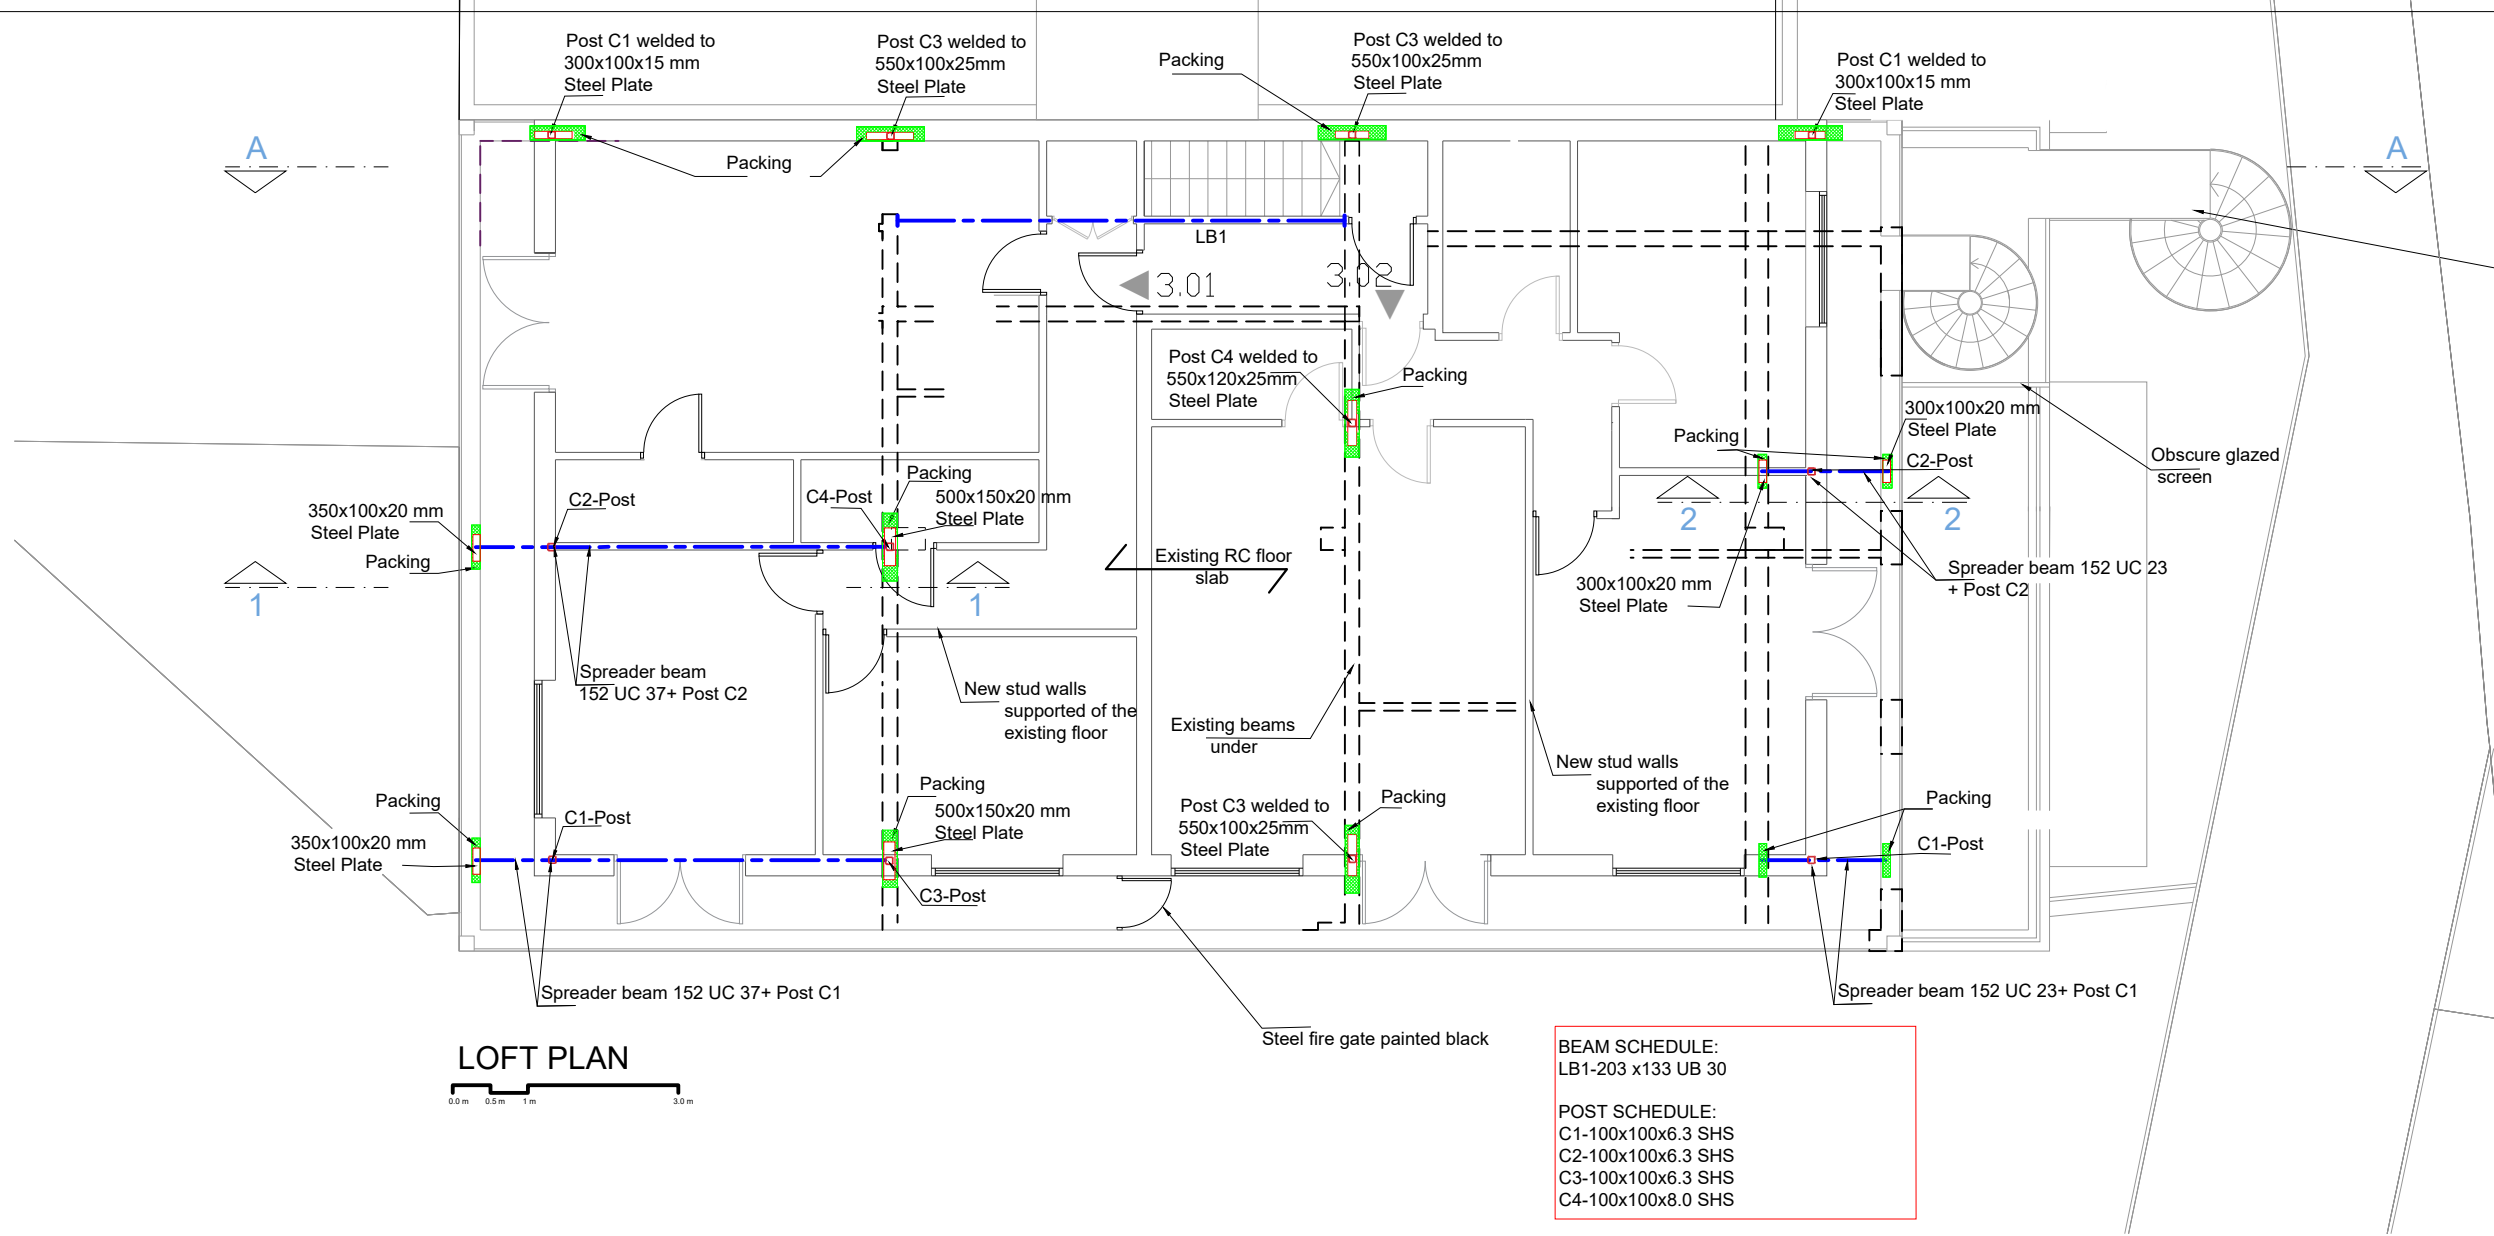 Post C1 welded to
300x100x15 mm
Steel Plate
Post C3 welded to
550x100x25mm
Steel Plate
Packing
Post C3 welded to
550x100x25mm
Steel Plate
Post C1 welded to
300x100x15 mm
Steel Plate
A
Packing
A
LB1
3.01
3.02
Post C4 welded to
550x120x25mm
Steel Plate
Packing
300x100x20 mm
Steel Plate
Packing
C2-Post
Obscure glazed
screen
Packing
500x150x20 mm
Steel Plate
C4-Post
C2-Post
350x100x20 mm
Steel Plate
Packing
2
2
Existing RC floor
slab
1
1
300x100x20 mm
Steel Plate
Spreader beam 152 UC 23
+ Post C2
Spreader beam
152 UC 37+ Post C2
New stud walls
supported of the
existing floor
Existing beams
under
New stud walls
supported of the
existing floor
Packing
350x100x20 mm
Steel Plate
C1-Post
Packing
500x150x20 mm
Steel Plate
C3-Post
Post C3 welded to
550x100x25mm
Steel Plate
Packing
Packing
C1-Post
Spreader beam 152 UC 37+ Post C1
Spreader beam 152 UC 23+ Post C1
Steel fire gate painted black
LOFT PLAN
0.0 m 0.5 m 1 m 3.0 m
BEAM SCHEDULE:
LB1-203 x133 UB 30
POST SCHEDULE:
C1-100x100x6.3 SHS
C2-100x100x6.3 SHS
C3-100x100x6.3 SHS
C4-100x100x8.0 SHS